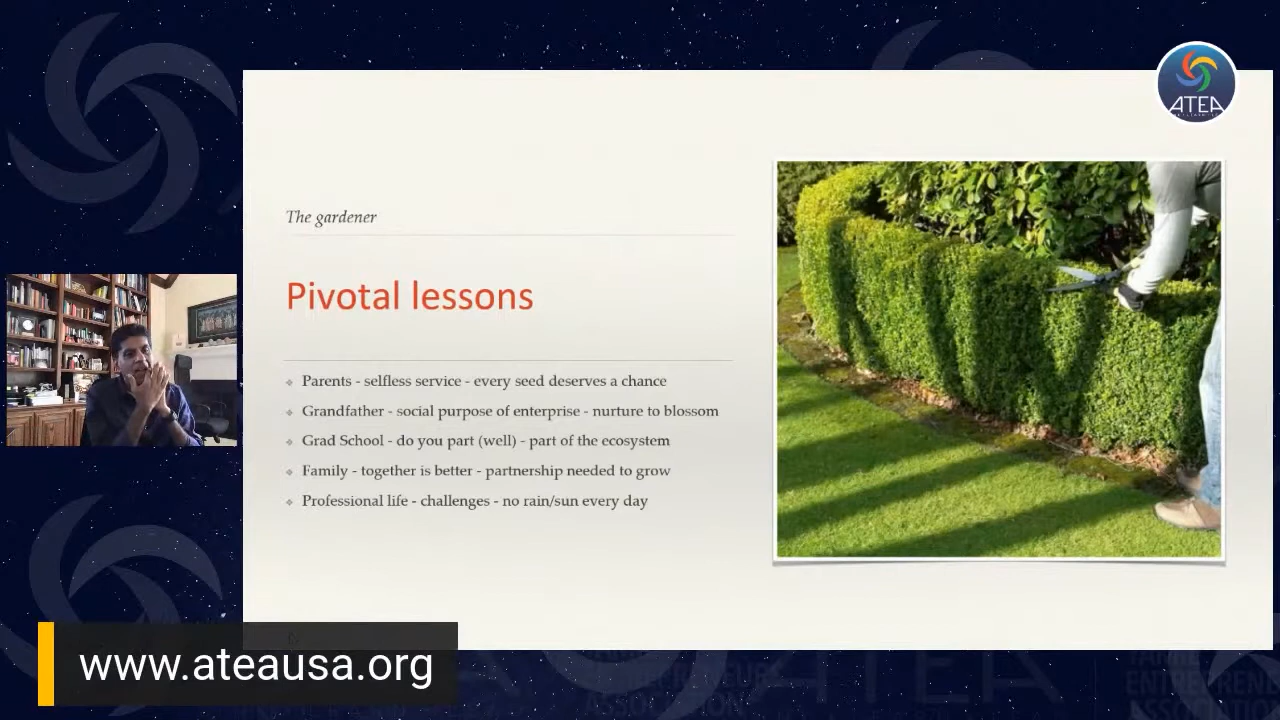 ATEA
The gardener
Pivotal lessons
Parents - selfless service - every seed deserves a chance
Grandfather - social purpose of enterprise - nurture to blossom
Grad School - do you part (well) - part of the ecosystem
Family - together is better - partnership needed to grow
Professional life - challenges - no rain/sun every day
www.ateausa.org